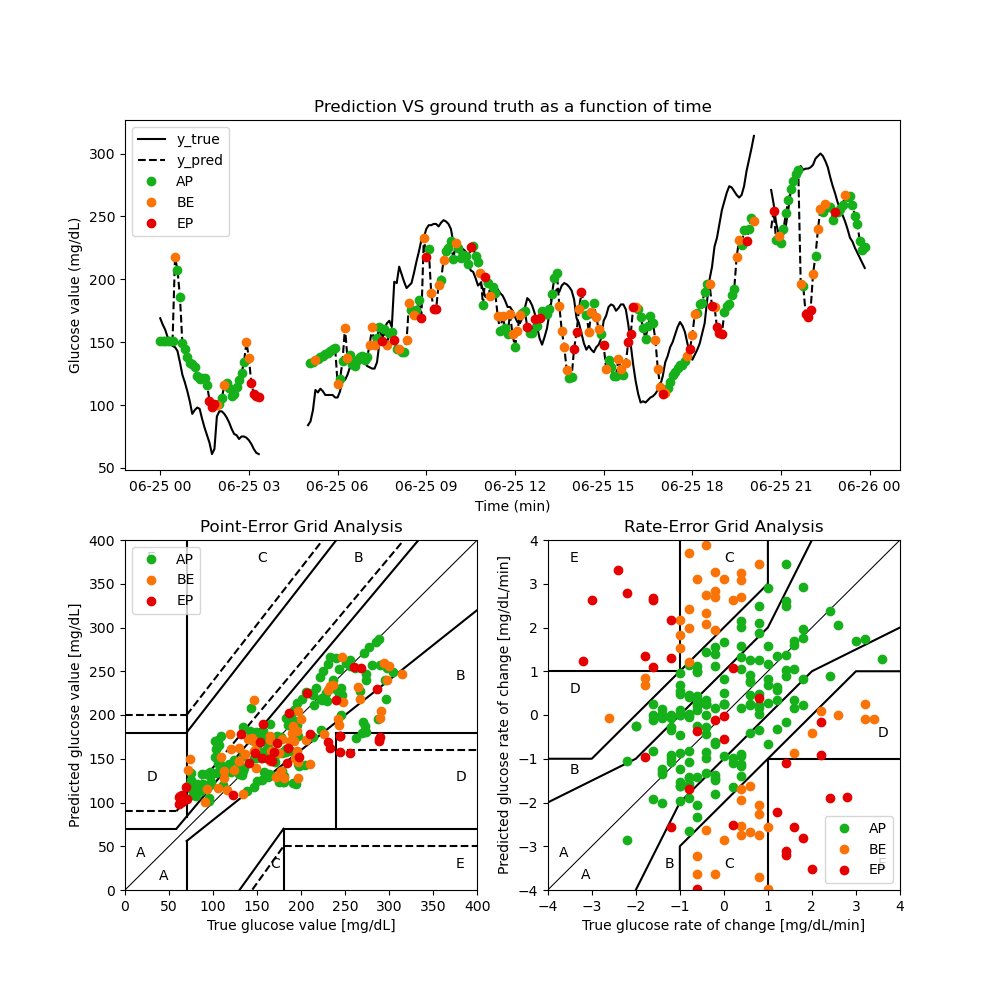 Prediction VS ground truth as a function of time
Glucose value (mg/dL)
300
250
200
150
100
50
y_true
y_pred
AP
BE
EP
06-25 00 06-25 03 06-25 06 06-25 09 06-25 12 06-25 15 06-25 18 06-25 21 06-26 00
Time (min)
Point-Error Grid Analysis
Predicted glucose value [mg/dL]
400
350
300
250
200
150
100
50
0
AP
BE
EP
C
B
B
D
D
A
A
C
E
0 50 100 150 200 250 300 350 400
True glucose value [mg/dL]
Rate-Error Grid Analysis
Predicted glucose rate of change [mg/dL/min]
4
3
2
1
0
−1
−2
−3
−4
E
C
D
D
B
A
A
B
C
AP
BE
EP
−4 −3 −2 −1 0 1 2 3 4
True glucose rate of change [mg/dL/min]